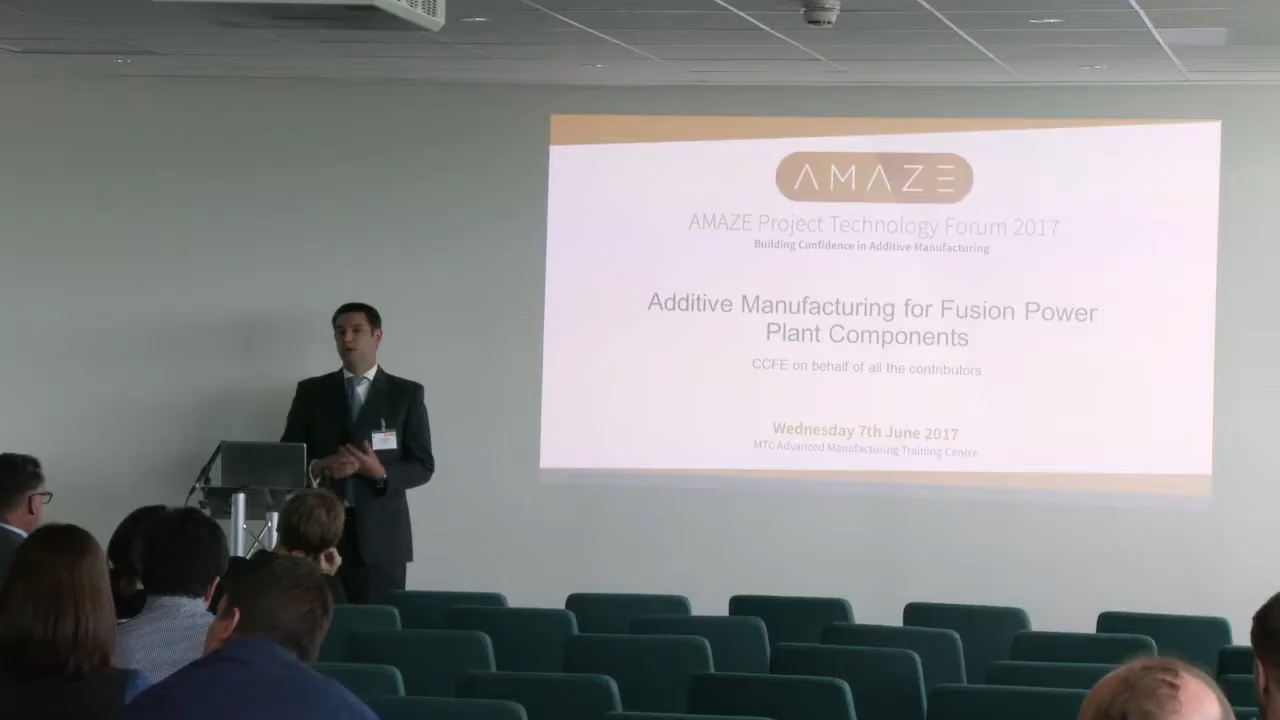 AMAZE
AMAZE Project Technology Forum 2017
Building Confidence in Additive Manufacturing
Additive Manufacturing for Fusion Power
Plant Components
CCFE on behalf of all the contributors
Wednesday 7th June 2017
MTC Advanced Manufacturing Training Centre